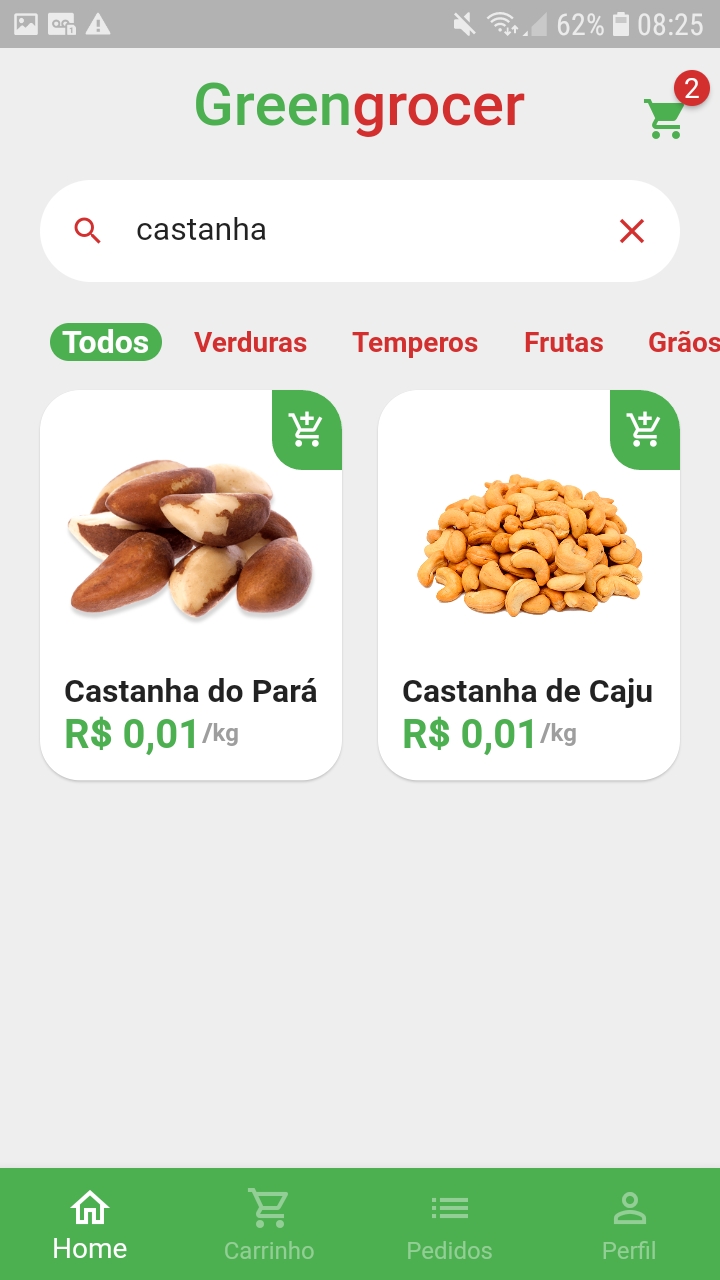 62% 08:25
Greengrocer
2
castanha
Todos Verduras Temperos Frutas Grãos
Castanha do Pará
R$ 0,01/kg
Castanha de Caju
R$ 0,01/kg
Home Carrinho Pedidos Perfil